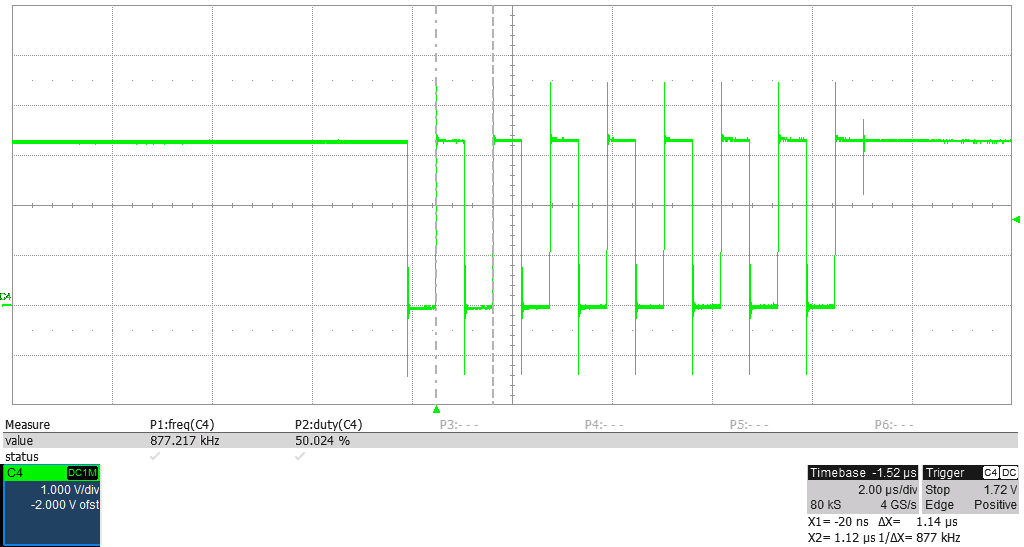 C4
Measure P1:freq(C4) P2:duty(C4) P3:- - - P4:- - - P5:- - - P6:- - -
value 877.217 kHz 50.024 %
status
C4 DC1M
1.000 V/div
-2.000 V ofst
Timebase -1.52 µs
2.00 µs/div
80 kS 4 GS/s
Trigger C4 DC
Stop 1.72 V
Edge Positive
X1= -20 ns ΔX= 1.14 µs
X2= 1.12 µs 1/ΔX= 877 kHz